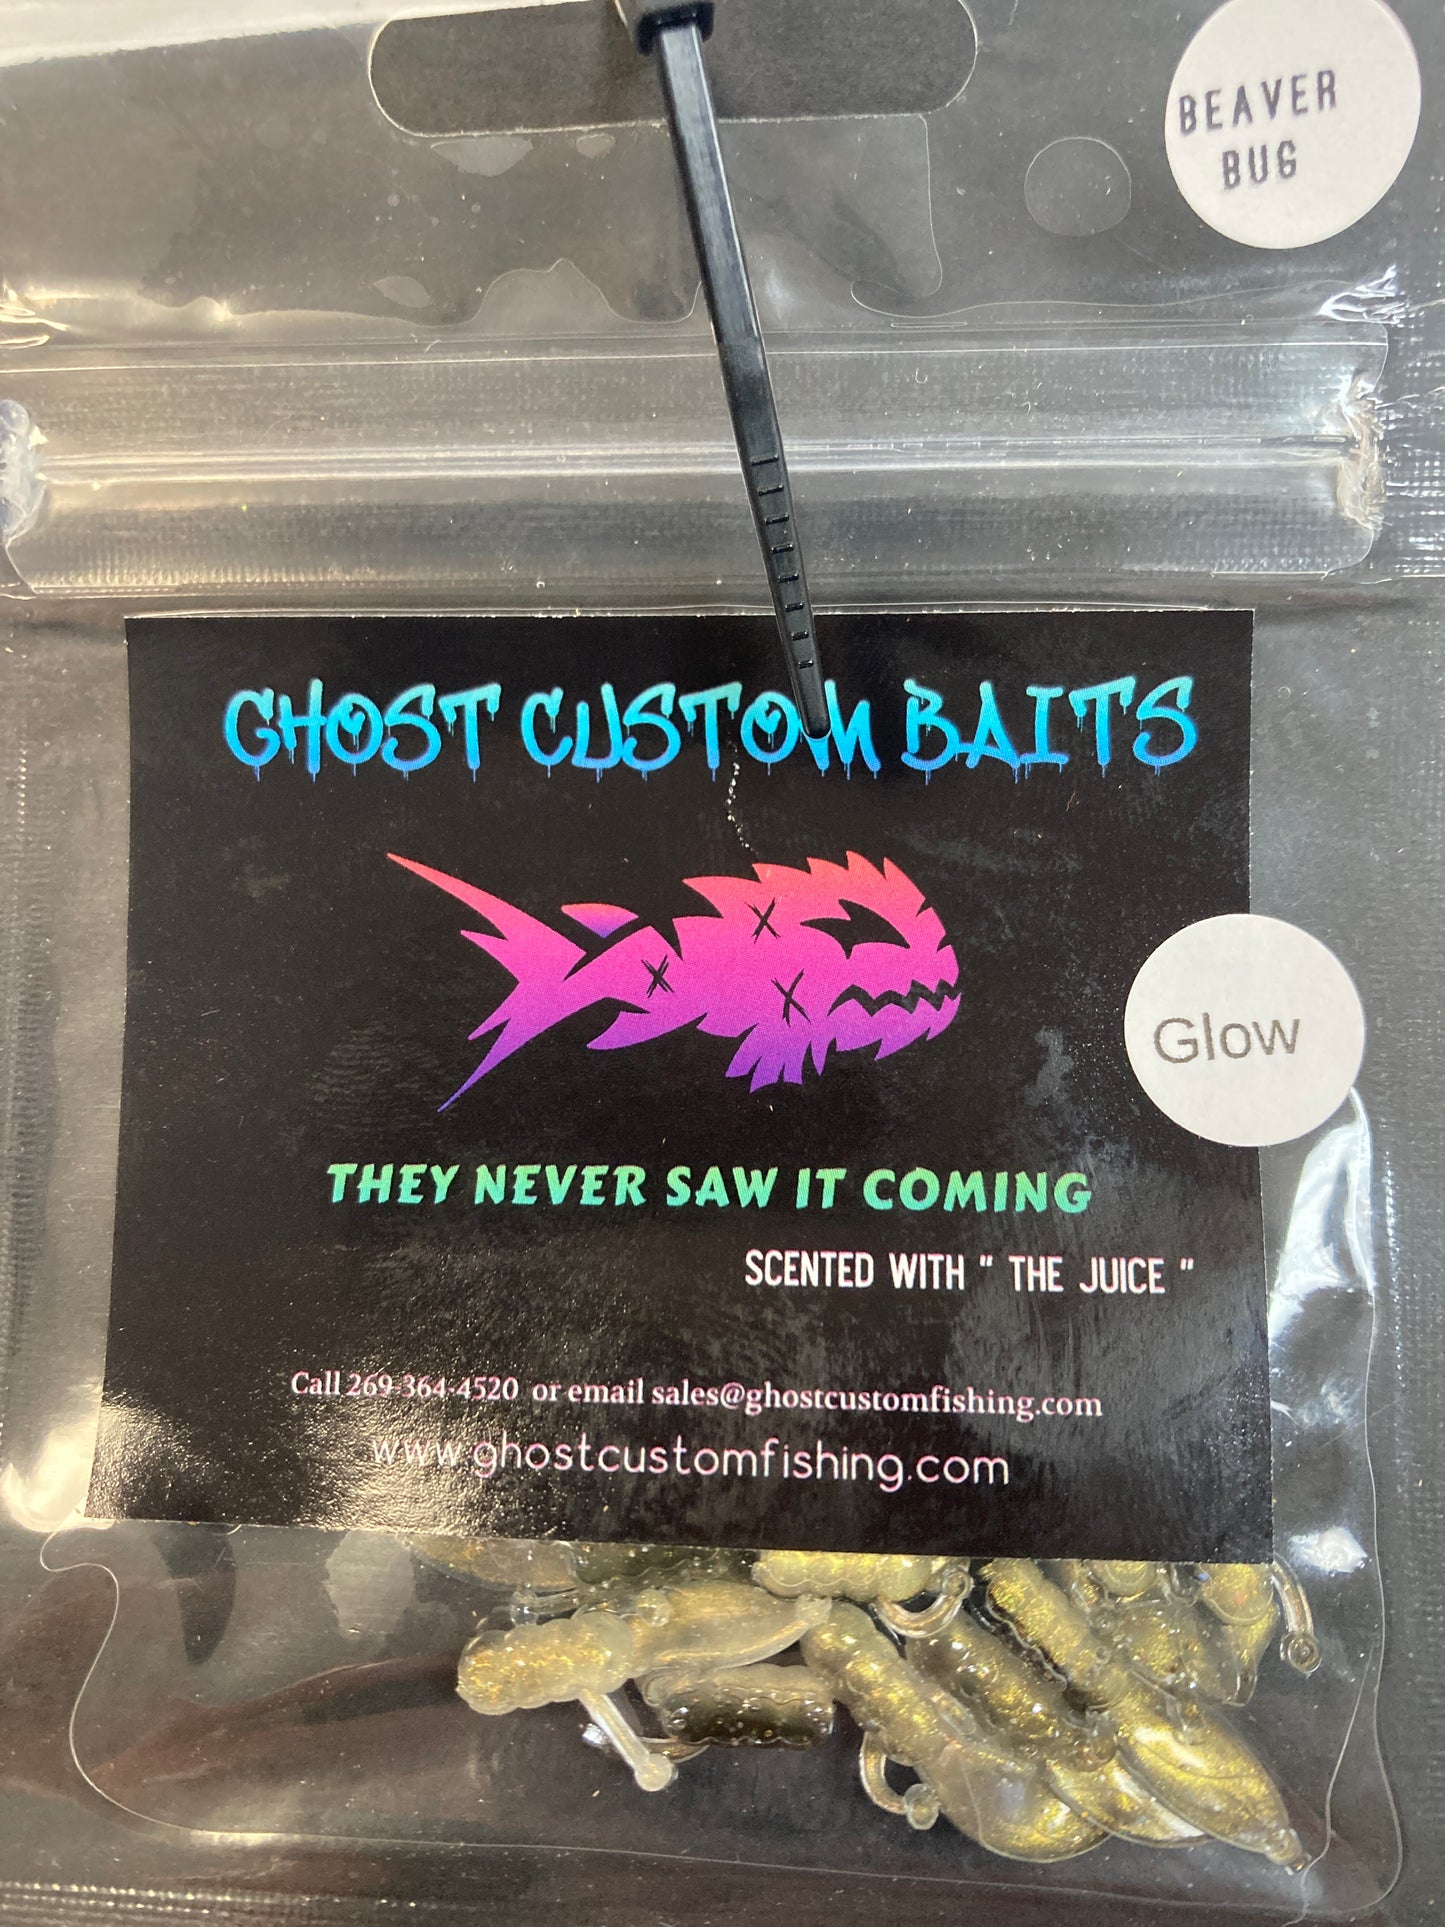 BEAVER
BUG
GHOST CUSTOM BAITS
Glow
THEY NEVER SAW IT COMING
SCENTED WITH " THE JUICE "
Call 269-364-4520 or email sales@ghostcustomfishing.com
www.ghostcustomfishing.com